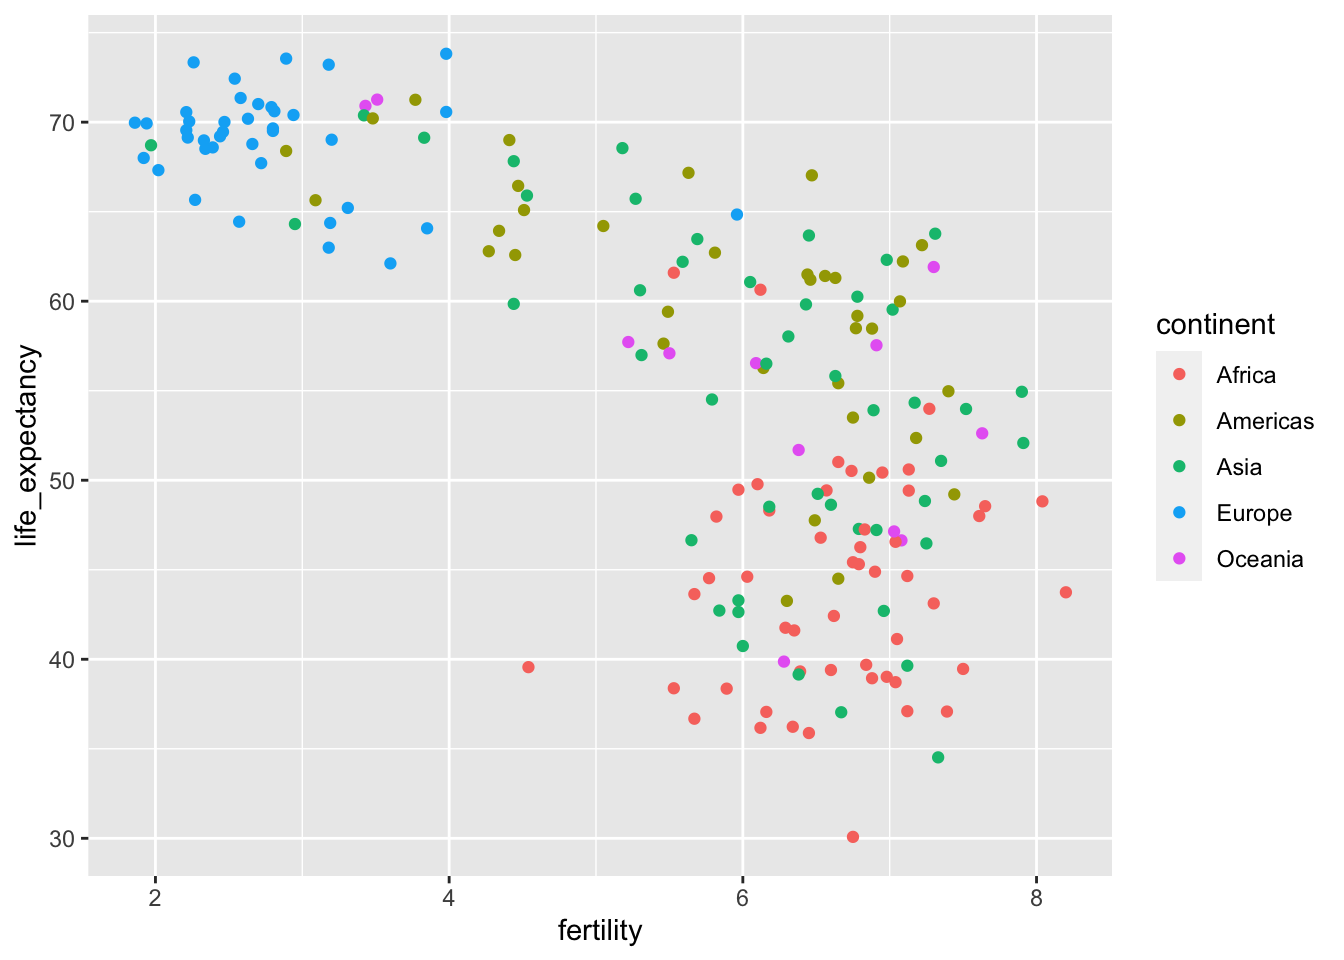 70
60
50
40
30
life_expectancy
2 4 6 8
fertility
continent
Africa
Americas
Asia
Europe
Oceania